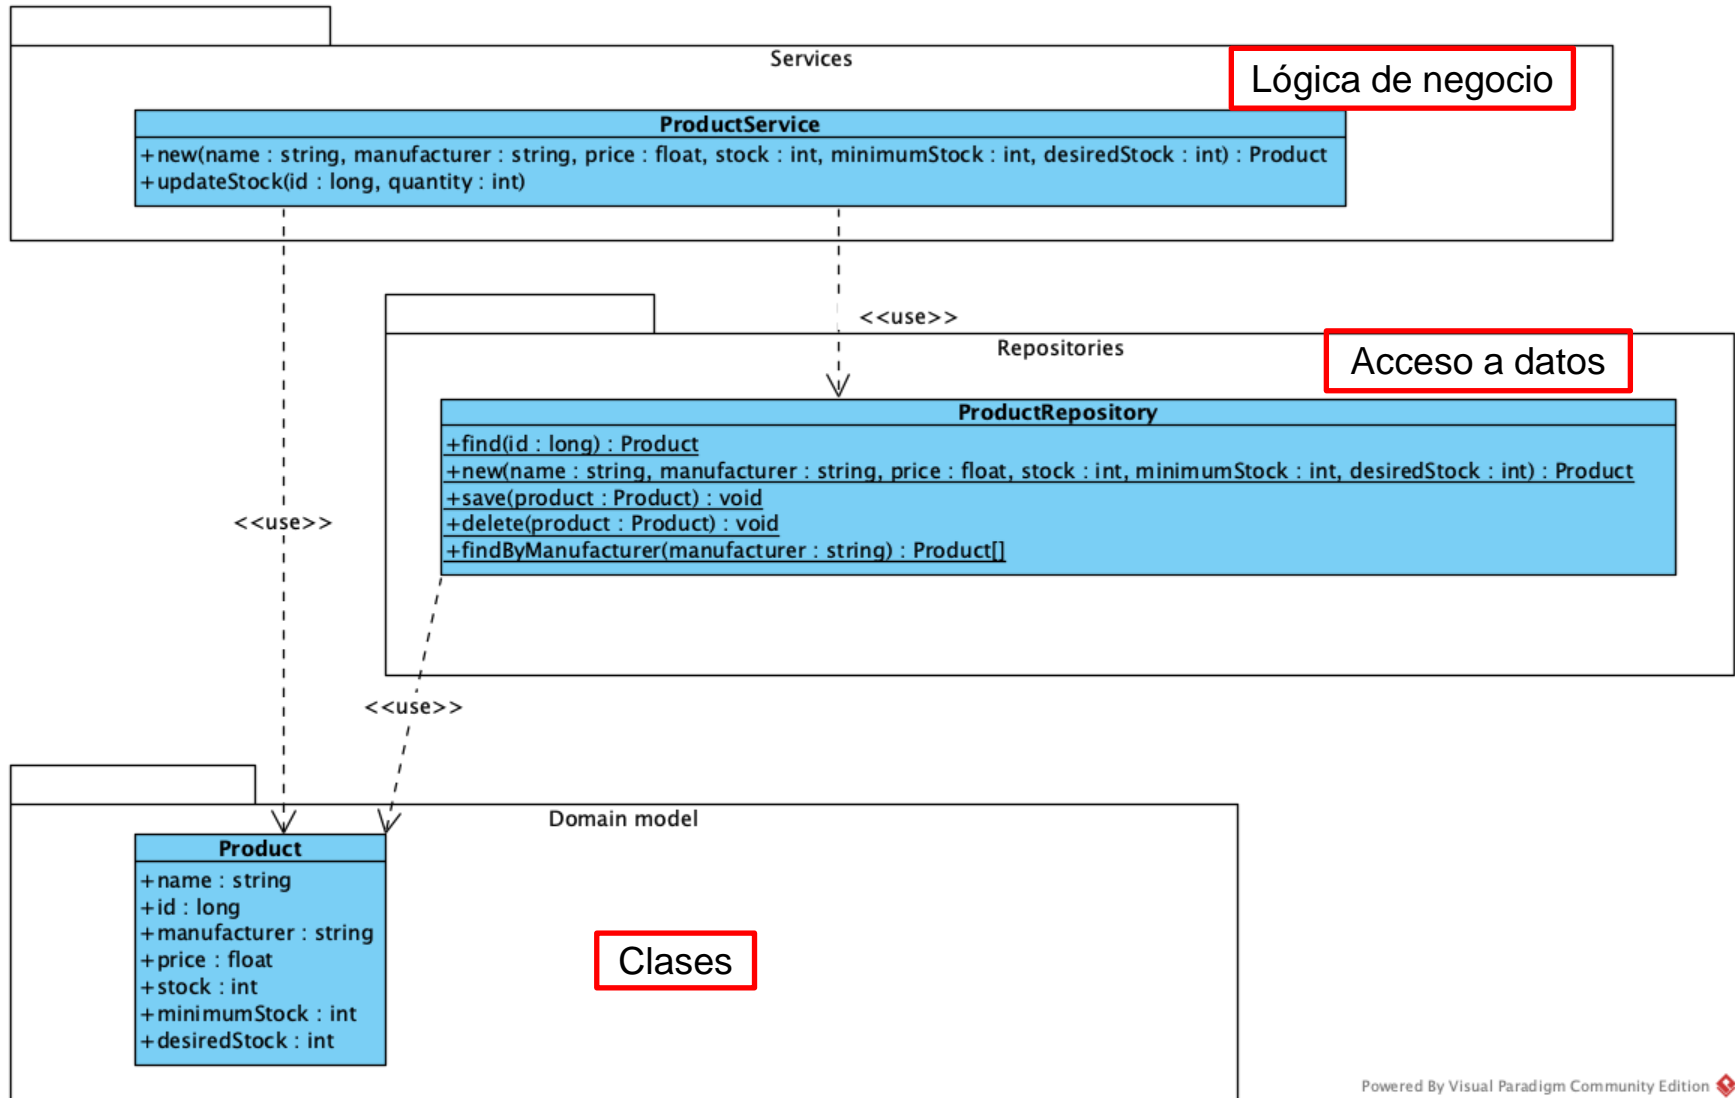 Services
Lógica de negocio
ProductService
+new(name : string, manufacturer : string, price : float, stock : int, minimumStock : int, desiredStock : int) : Product
+updateStock(id : long, quantity : int)
<<use>>
Repositories
Acceso a datos
ProductRepository
+find(id : long) : Product
+new(name : string, manufacturer : string, price : float, stock : int, minimumStock : int, desiredStock : int) : Product
+save(product : Product) : void
+delete(product : Product) : void
+findByManufacturer(manufacturer : string) : Product[]
<<use>>
<<use>>
Domain model
Product
+name : string
+id : long
+manufacturer : string
+price : float
+stock : int
+minimumStock : int
+desiredStock : int
Clases
Powered By Visual Paradigm Community Edition